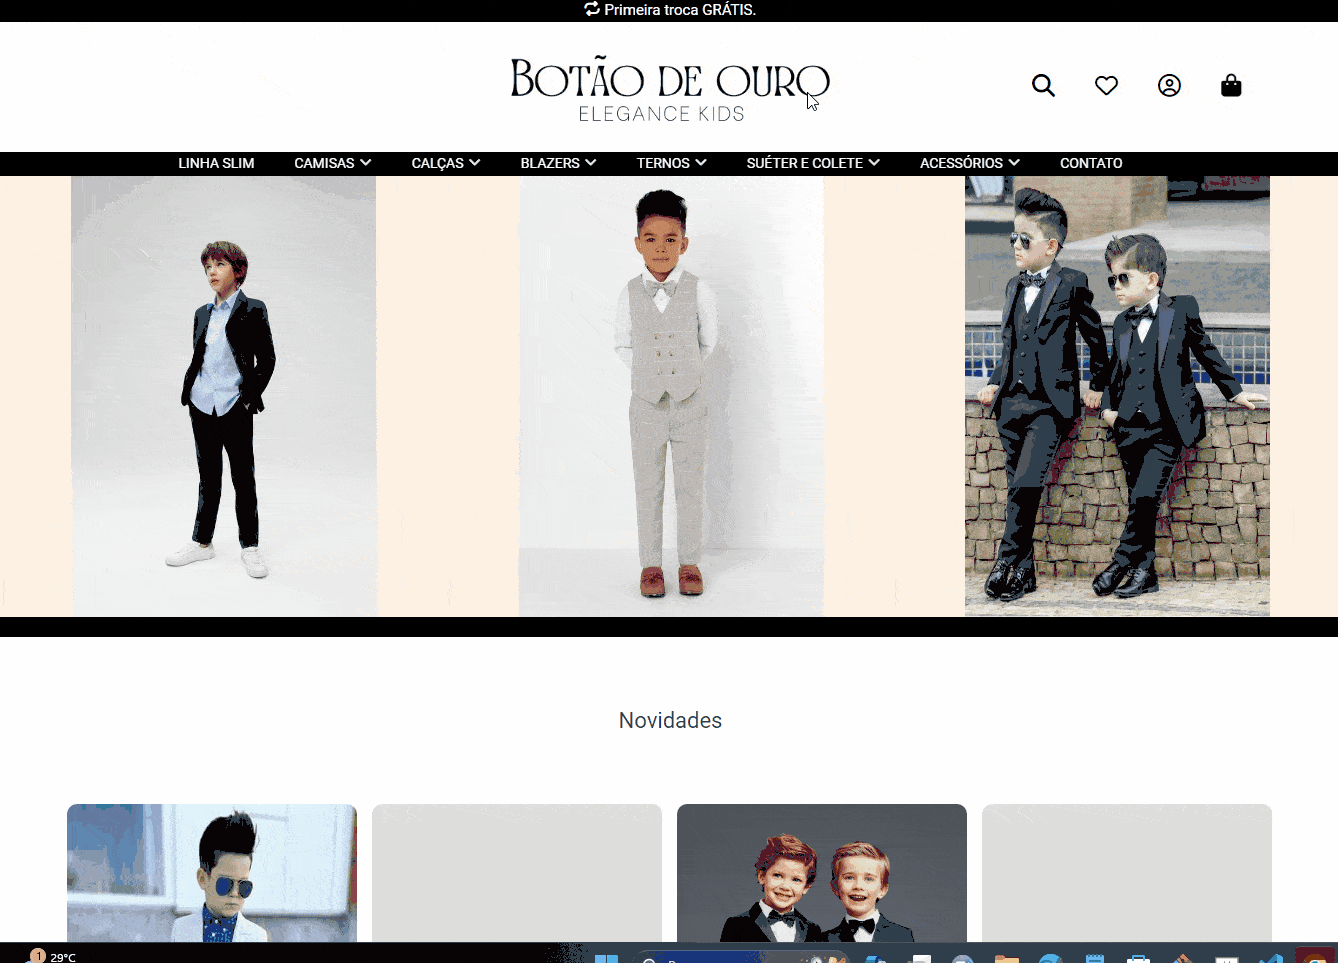 Primeira troca GRÁTIS.
BOTÃO DE OURO
ELEGANCE KIDS
LINHA SLIM CAMISAS CALÇAS BLAZERS TERNOS SUÉTER E COLETE ACESSÓRIOS CONTATO
Novidades
1 29°C